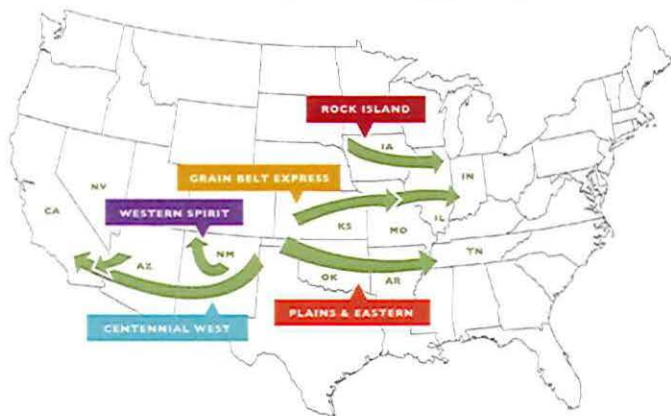 ROCK ISLAND
IA
IN
GRAIN BELT EXPRESS
NV
CA
WESTERN SPIRIT
KS
MO
IL
AZ
NM
TN
OK
AR
CENTENNIAL WEST
PLAINS & EASTERN